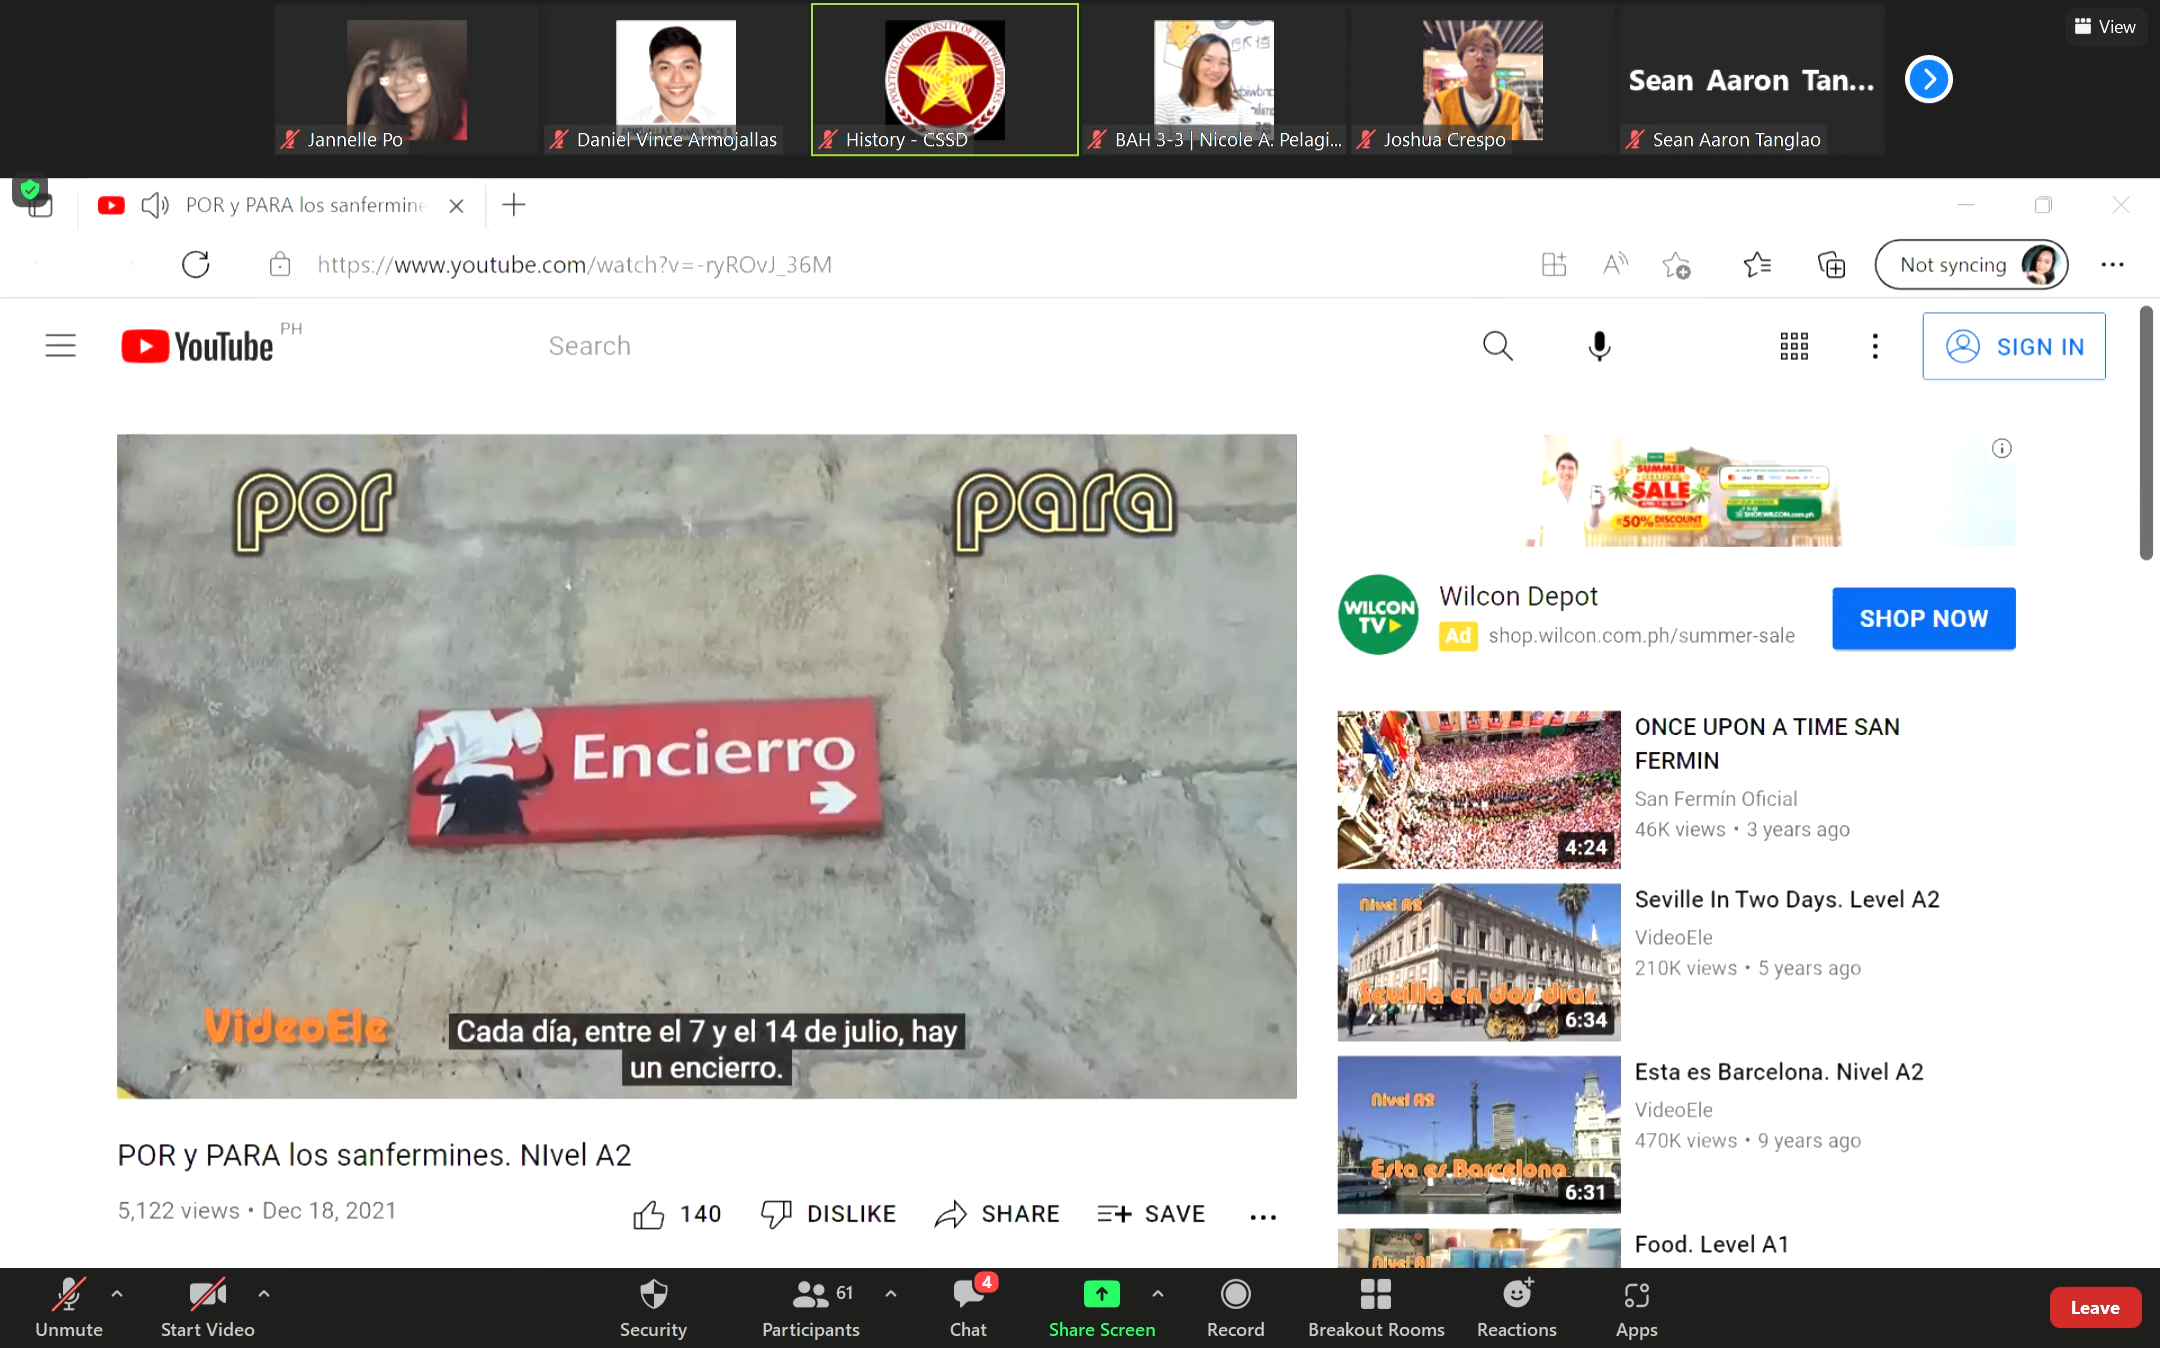 View
Sean Aaron Tan...
Jannelle Po
Daniel Vince Armojallas
History - CSSD
BAH 3-3 | Nicole A. Pelagi...
Joshua Crespo
Sean Aaron Tanglao
POLYTECHNIC UNIVERSITY OF THE PHILIPPINES
POR y PARA los sanfermine
https://www.youtube.com/watch?v=-ryROvJ_36M
Not syncing
YouTube PH
Search
SIGN IN
por
para
Encierro
VideoEle
Cada día, entre el 7 y el 14 de julio, hay
un encierro.
POR y PARA los sanfermines. NIvel A2
5,122 views • Dec 18, 2021
140
DISLIKE
SHARE
SAVE
SUMMER
SALE
50% DISCOUNT
WILCON
TV
Wilcon Depot
Ad shop.wilcon.com.ph/summer-sale
SHOP NOW
4:24
ONCE UPON A TIME SAN
FERMIN
San Fermín Oficial
46K views • 3 years ago
Nivel A2
Sevilla en dos días
6:34
Seville In Two Days. Level A2
VideoEle
210K views • 5 years ago
Nivel A2
Esta es Barcelona
6:31
Esta es Barcelona. Nivel A2
VideoEle
470K views • 9 years ago
Nivel A1
Food. Level A1
Unmute
Start Video
Security
61
Participants
4
Chat
Share Screen
Record
Breakout Rooms
Reactions
Apps
Leave